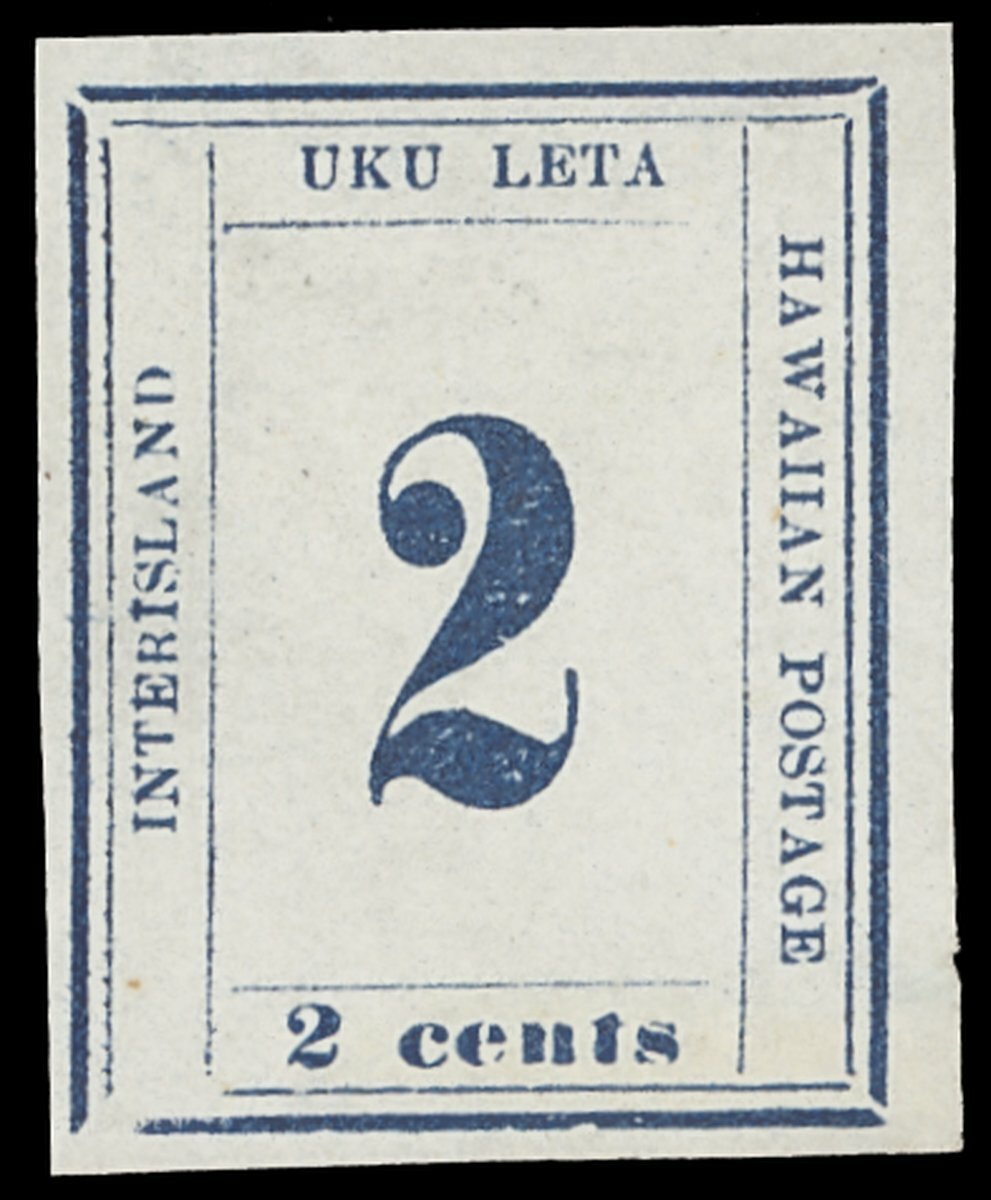 UKU LETA
INTERISLAND
HAWAIIAN POSTAGE
2
2 cents